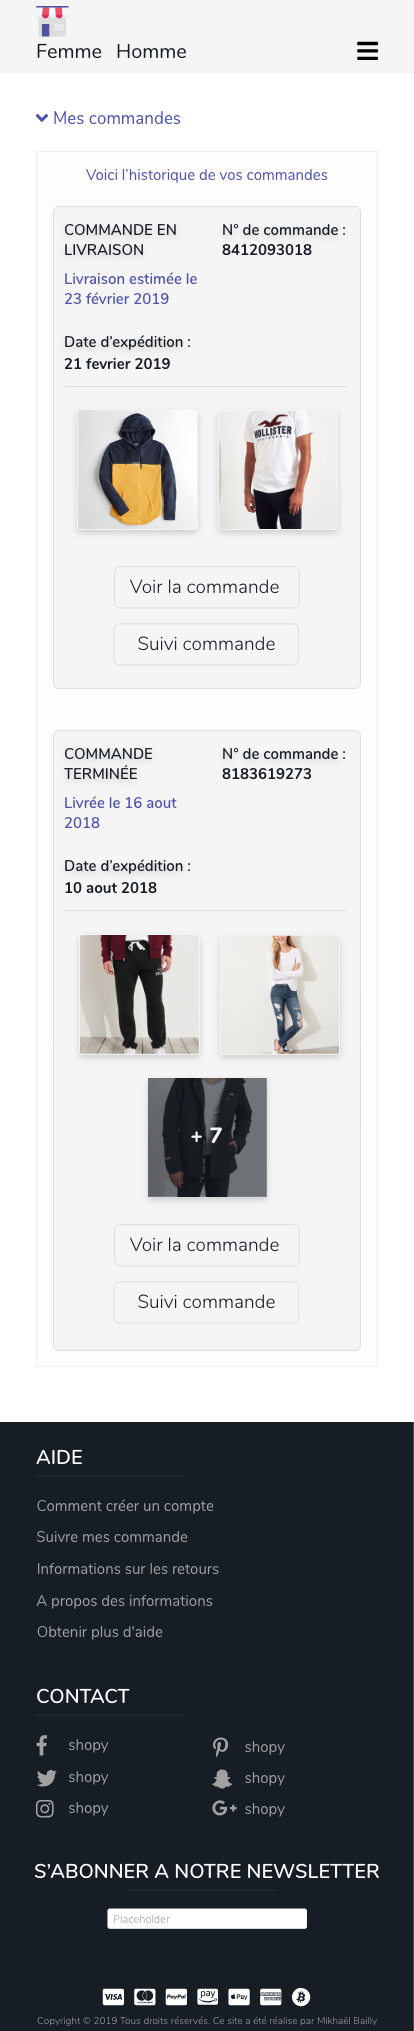 Femme Homme
Mes commandes
Voici l’historique de vos commandes
COMMANDE EN
LIVRAISON
N° de commande :
8412093018
Livraison estimée le
23 février 2019
Date d’expédition :
21 fevrier 2019
HOLLISTER
Voir la commande
Suivi commande
COMMANDE
TERMINÉE
N° de commande :
8183619273
Livrée le 16 aout
2018
Date d’expédition :
10 aout 2018
+ 7
Voir la commande
Suivi commande
AIDE
Comment créer un compte
Suivre mes commande
Informations sur les retours
A propos des informations
Obtenir plus d'aide
CONTACT
shopy
shopy
shopy
shopy
shopy
shopy
S’ABONNER A NOTRE NEWSLETTER
Placeholder
VISA PayPal pay Pay
Copyright © 2019 Tous droits réservés. Ce site a été réalise par Mikhaël Bailly